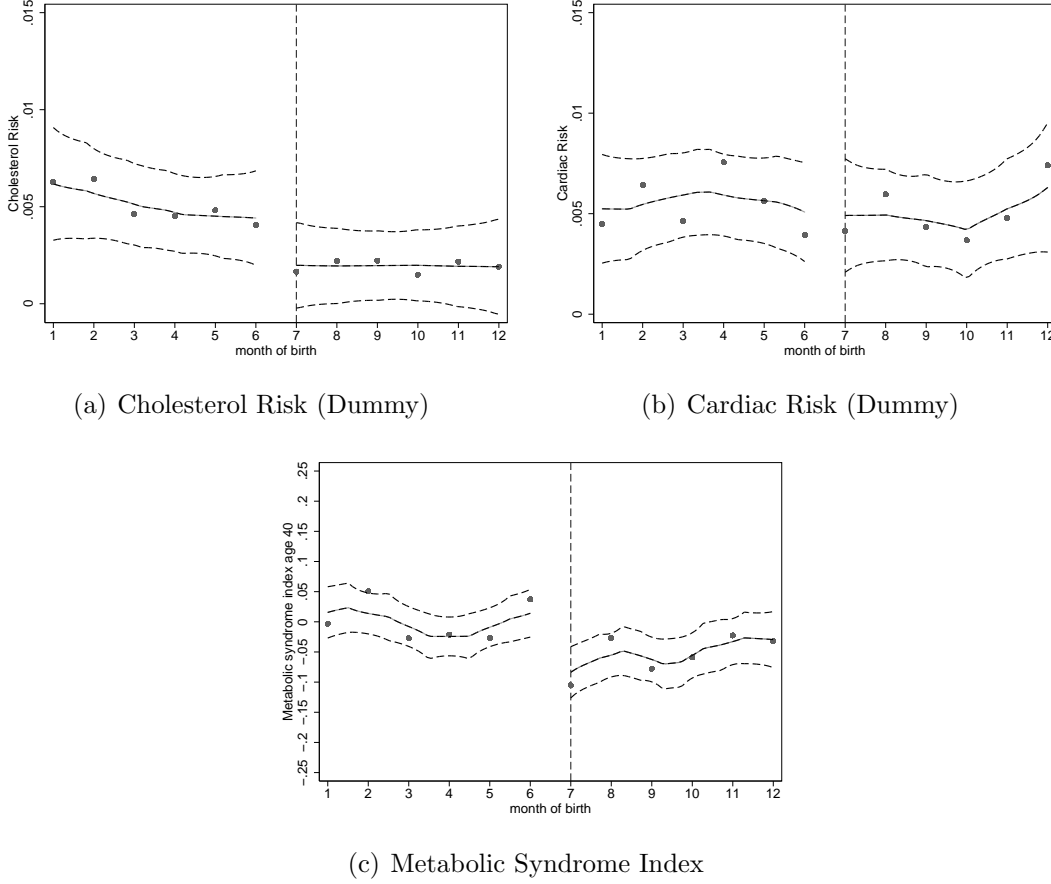 Cholesterol Risk
0 .005 .01 .015
1 2 3 4 5 6 7 8 9 10 11 12
month of birth
(a) Cholesterol Risk (Dummy)
Cardiac Risk
0 .005 .01 .015
1 2 3 4 5 6 7 8 9 10 11 12
month of birth
(b) Cardiac Risk (Dummy)
Metabolic syndrome index age 40
-.25 -.2 -.15 -.1 -.05 0 .05 .1 .15 .2 .25
1 2 3 4 5 6 7 8 9 10 11 12
month of birth
(c) Metabolic Syndrome Index